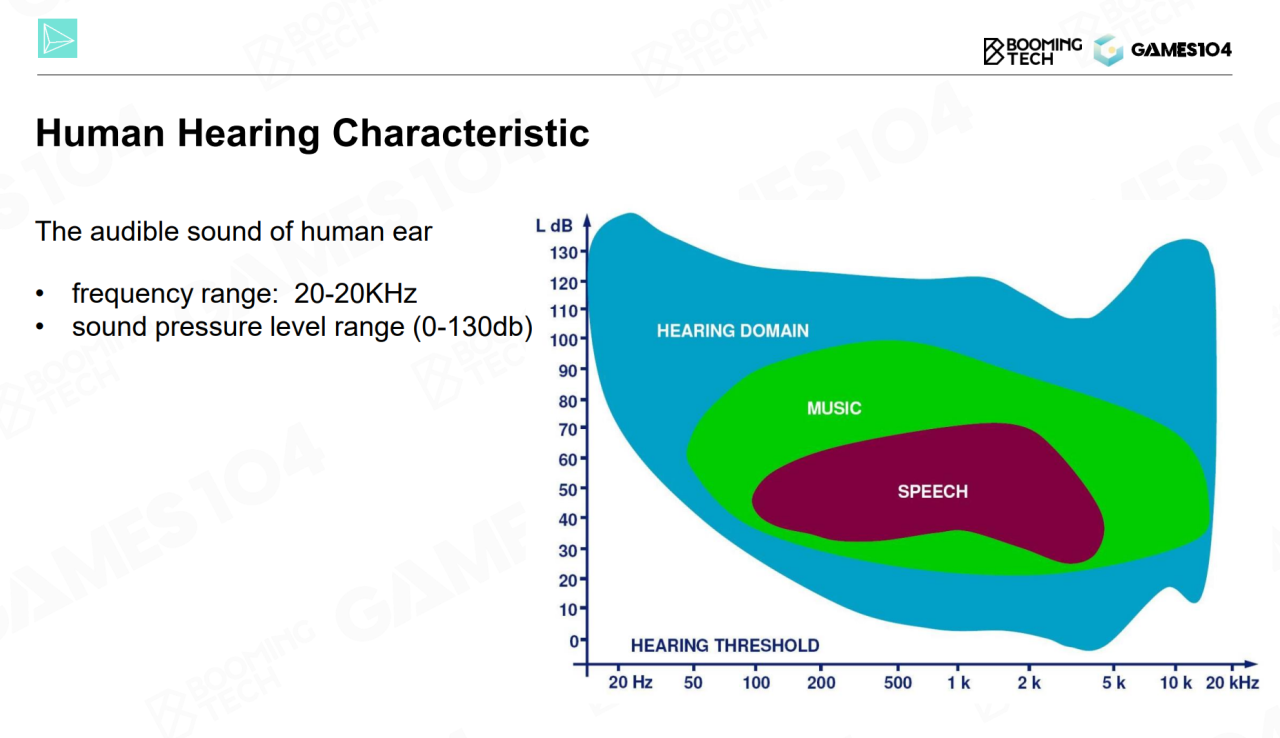 BOOMING
TECH
GAMES104
Human Hearing Characteristic
The audible sound of human ear
• frequency range: 20-20KHz
• sound pressure level range (0-130db)
L dB
130
120
110
100
90
80
70
60
50
40
30
20
10
0
HEARING DOMAIN
MUSIC
SPEECH
HEARING THRESHOLD
20 Hz 50 100 200 500 1 k 2 k 5 k 10 k 20 kHz